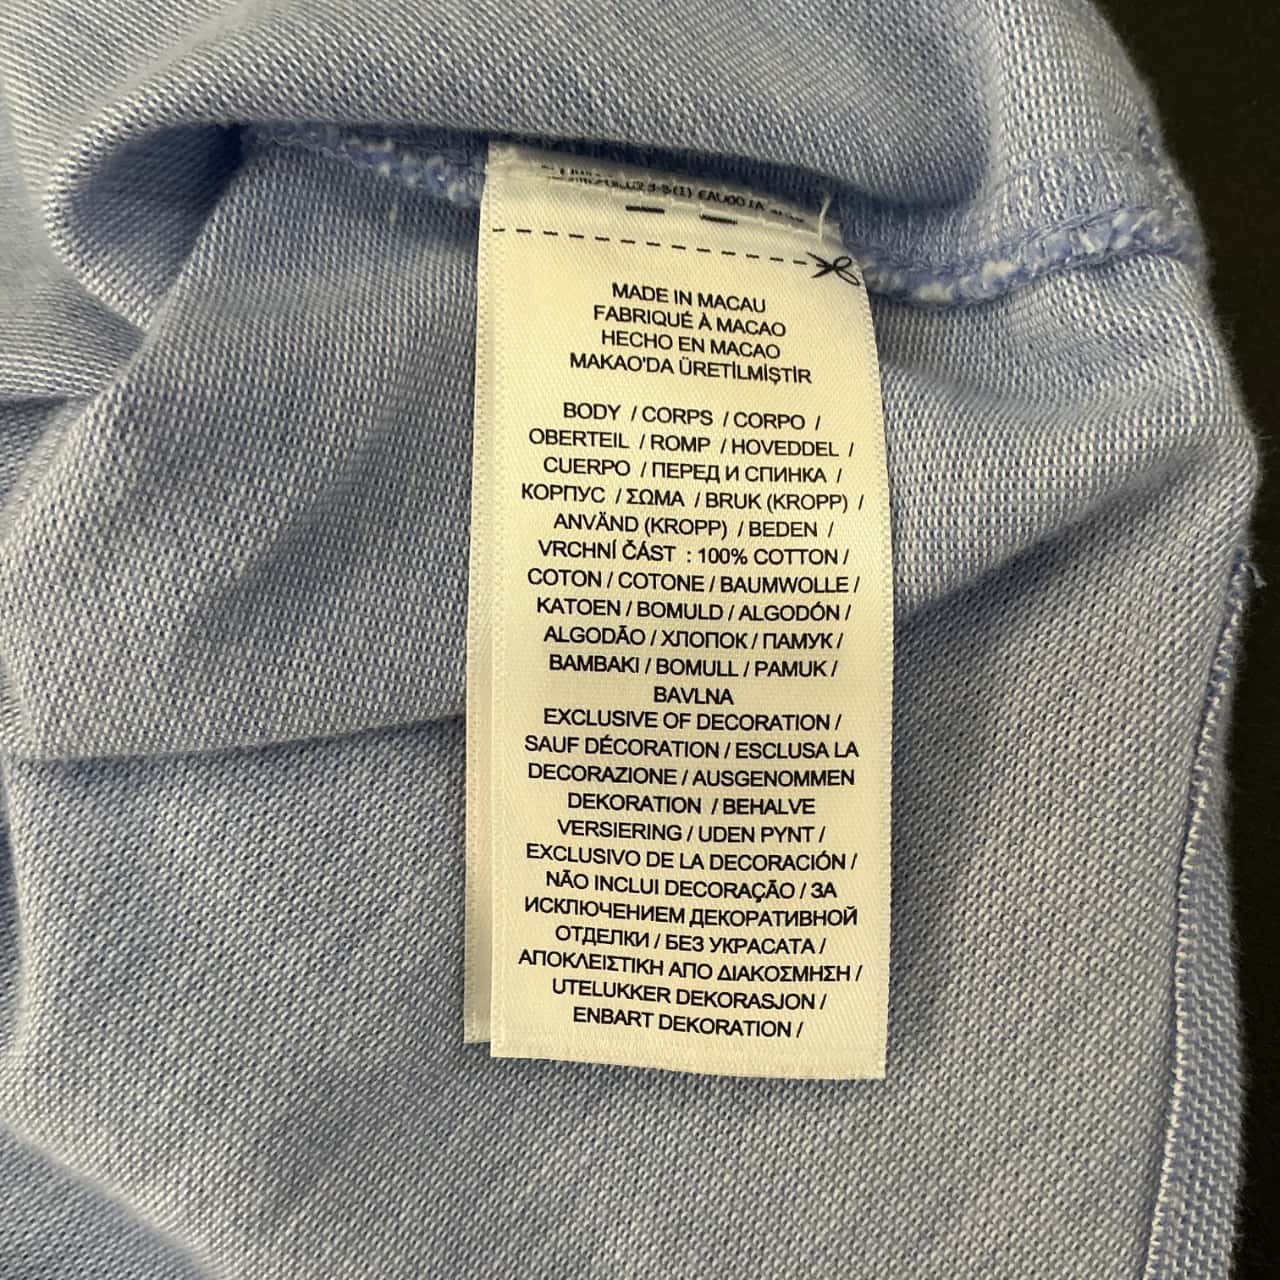 MADE IN MACAU
FABRIQUÉ À MACAO
HECHO EN MACAO
MAKAO'DA ÜRETİLMİŞTİR
BODY / CORPS / CORPO /
OBERTEIL / ROMP / HOVEDDEL /
CUERPO / ПЕРЕД И СПИНКА /
КОРПУС / ΣΩΜΑ / BRUK (KROPP) /
ANVÄND (KROPP) / BEDEN /
VRCHNÍ ČÁST : 100% COTTON /
COTON / COTONE / BAUMWOLLE /
KATOEN / BOMULD / ALGODÓN /
ALGODÃO / ХЛОПОК / ПАМУК /
BAMBAKI / BOMULL / PAMUK /
BAVLNA
EXCLUSIVE OF DECORATION /
SAUF DÉCORATION / ESCLUSA LA
DECORAZIONE / AUSGENOMMEN
DEKORATION / BEHALVE
VERSIERING / UDEN PYNT /
EXCLUSIVO DE LA DECORACIÓN /
NÃO INCLUI DECORAÇÃO / ЗА
ИСКЛЮЧЕНИЕМ ДЕКОРАТИВНОЙ
ОТДЕЛКИ / БЕЗ УКРАСАТА /
ΑΠΟΚΛΕΙΣΤΙΚΗ ΑΠΟ ΔΙΑΚΟΣΜΗΣΗ /
UTELUKKER DEKORASJON /
ENBART DEKORATION /